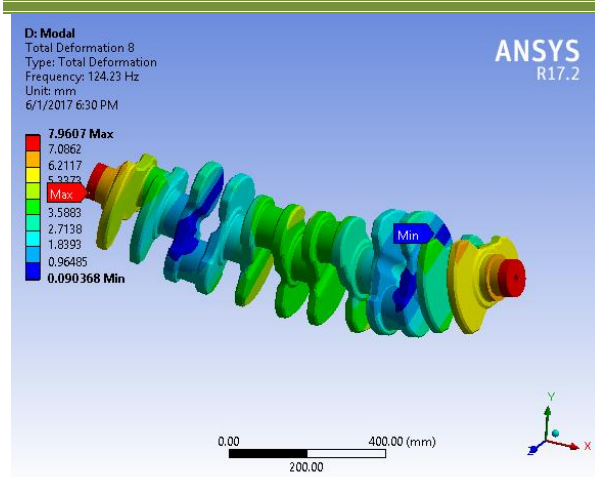 D: Modal
Total Deformation 8
Type: Total Deformation
Frequency: 124.23 Hz
Unit: mm
6/1/2017 6:30 PM
ANSYS
R17.2
7.9607 Max
7.0862
6.2117
5.3373
Max
3.5883
2.7138
1.8393
0.96485
0.090368 Min
Min
0.00
400.00 (mm)
200.00
Y
X
Z